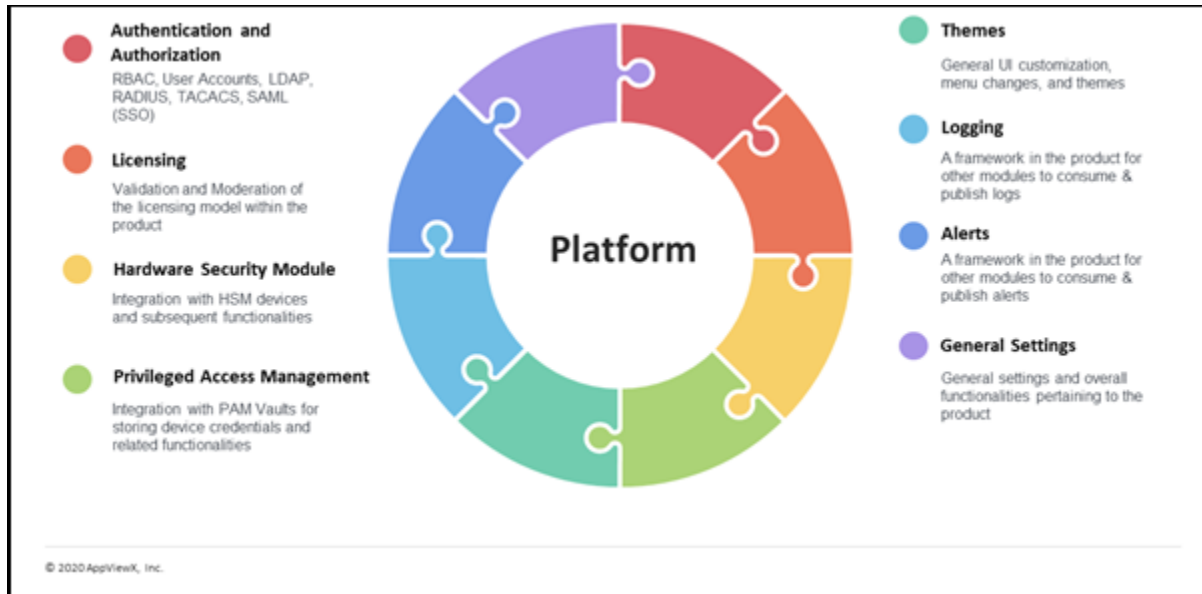 Authentication and
Authorization
RBAC, User Accounts, LDAP,
RADIUS, TACACS, SAML
(SSO)
Licensing
Validation and Moderation of
the licensing model within the
product
Hardware Security Module
Integration with HSM devices
and subsequent functionalities
Privileged Access Management
Integration with PAM Vaults for
storing device credentials and
related functionalities
Platform
Themes
General UI customization,
menu changes, and themes
Logging
A framework in the product for
other modules to consume &
publish logs
Alerts
A framework in the product for
other modules to consume &
publish alerts
General Settings
General settings and overall
functionalities pertaining to the
product
© 2020 AppViewX, Inc.